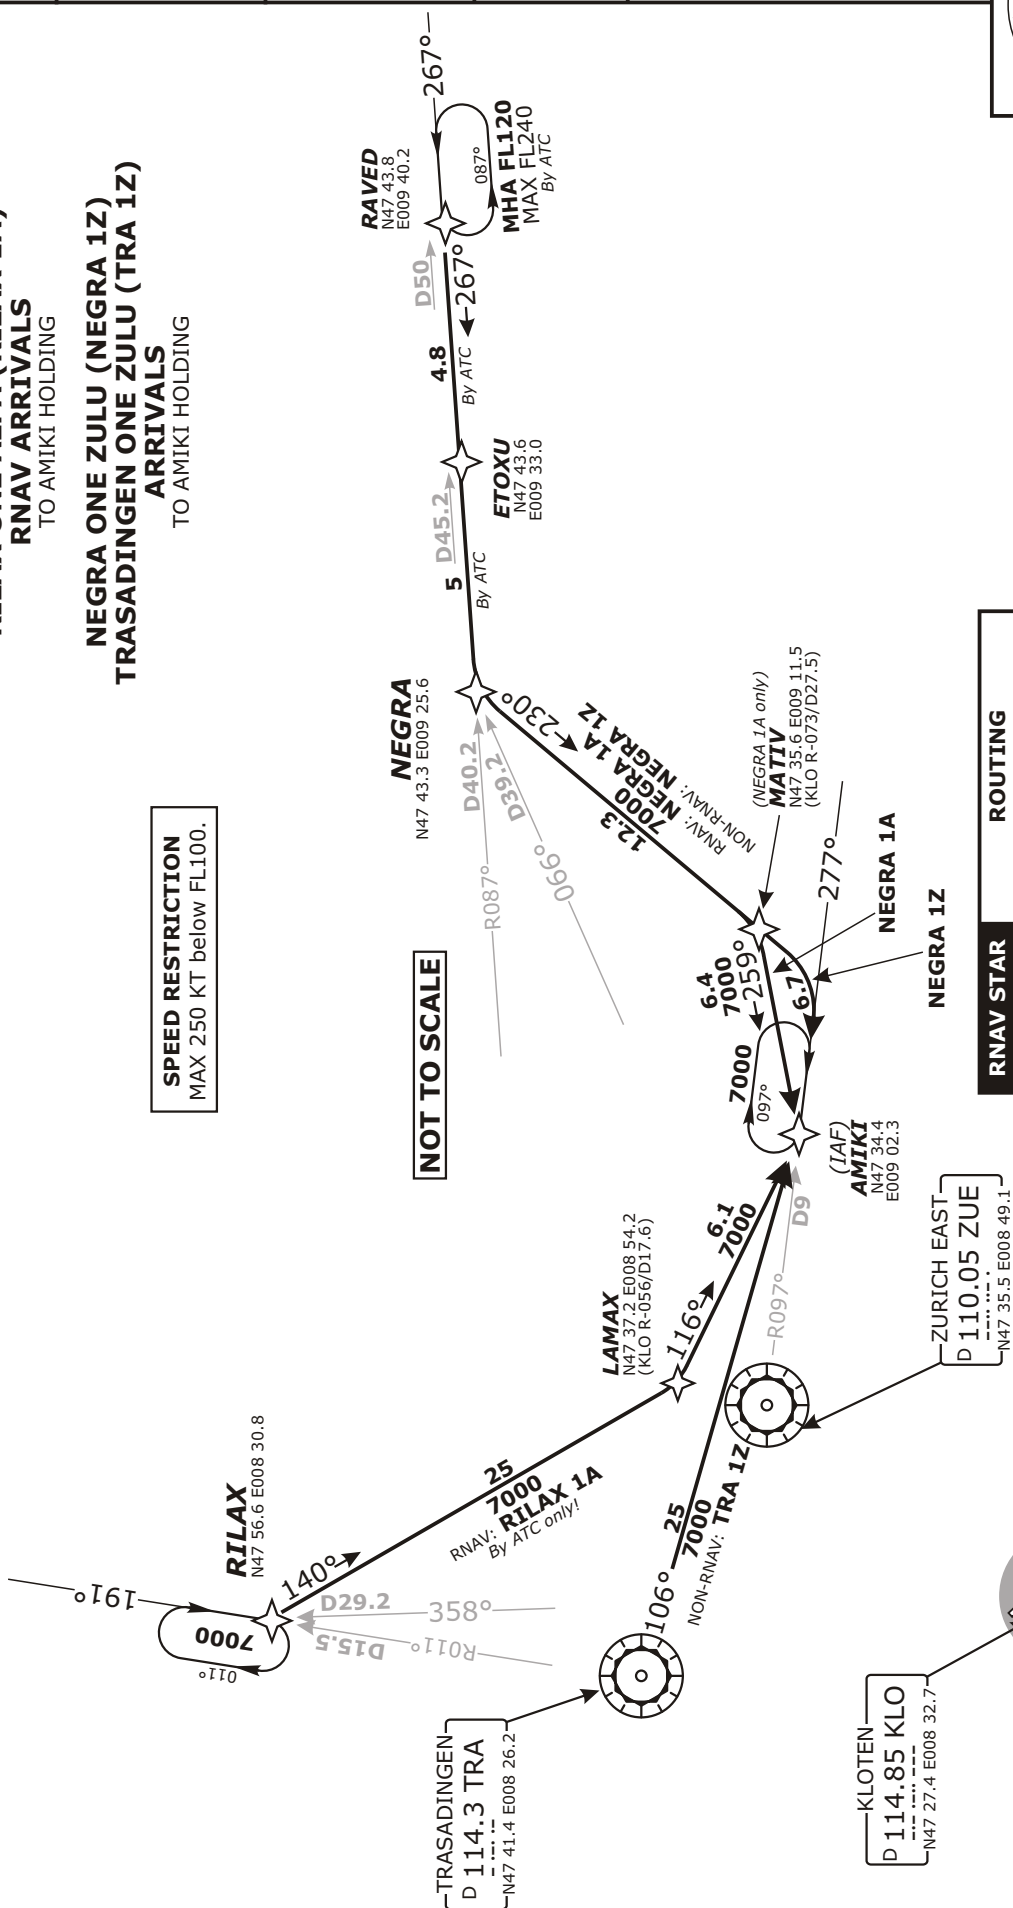 RNAV ARRIVALS
TO AMIKI HOLDING
NEGRA ONE ZULU (NEGRA 1Z)
TRASADINGEN ONE ZULU (TRA 1Z)
ARRIVALS
TO AMIKI HOLDING
SPEED RESTRICTION
MAX 250 KT below FL100.
NOT TO SCALE
267°
RAVED
N47 43.8
E009 40.2
087°
MHA FL120
MAX FL240
By ATC
D50
267°
4.8
By ATC
ETOXU
N47 43.6
E009 33.0
D45.2
5
By ATC
NEGRA
N47 43.3 E009 25.6
D40.2
R087°
D39.2
066°
230°
12.3
7000
RNAV: NEGRA 1A
NON-RNAV: NEGRA 1Z
(NEGRA 1A only)
MATIV
N47 35.6 E009 11.5
(KLO R-073/D27.5)
277°
NEGRA 1A
NEGRA 1Z
6.4
7000
259°
6.7
7000
097°
(IAF)
AMIKI
N47 34.4
E009 02.3
D9
R097°
6.1
7000
116°
LAMAX
N47 37.2 E008 54.2
(KLO R-056/D17.6)
25
7000
RNAV: RILAX 1A
By ATC only!
140°
RILAX
N47 56.6 E008 30.8
191°
7000
011°
D29.2
358°
D15.5
R011°
25
7000
NON-RNAV: TRA 1Z
106°
TRASADINGEN
D 114.3 TRA
N47 41.4 E008 26.2
ZURICH EAST
D 110.05 ZUE
N47 35.5 E008 49.1
KLOTEN
D 114.85 KLO
N47 27.4 E008 32.7
RNAV STAR
ROUTING